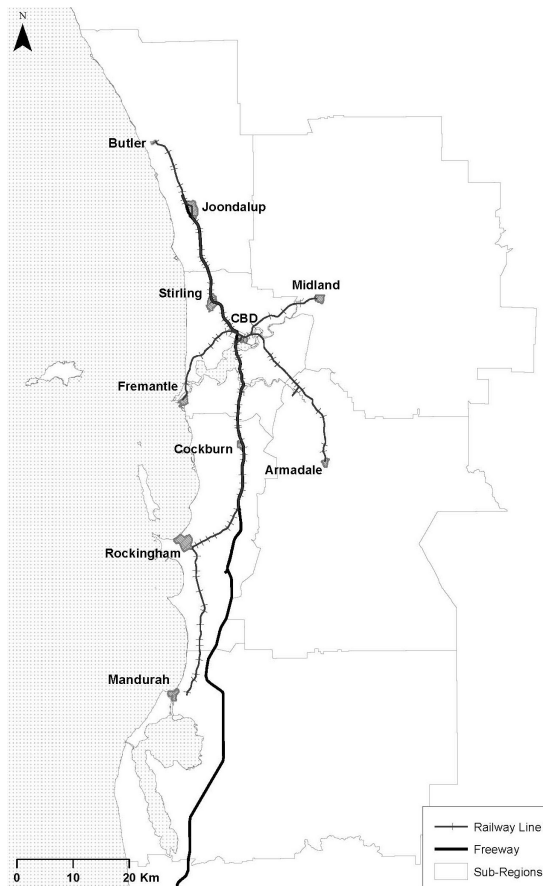 N
Butler
Joondalup
Stirling
Midland
CBD
Fremantle
Cockburn
Armadale
Rockingham
Mandurah
Railway Line
Freeway
Sub-Regions
0 10 20 Km